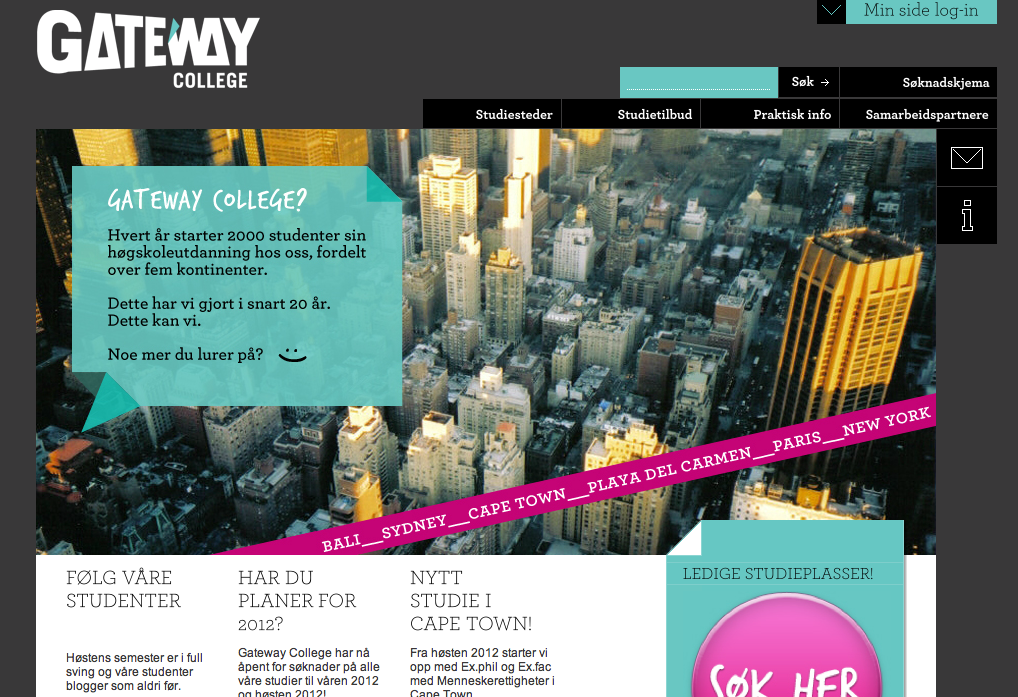 GATEWAY
COLLEGE
Min side log-in
Søk →
Søknadskjema
Studiesteder
Studietilbud
Praktisk info
Samarbeidspartnere
GATEWAY COLLEGE?
Hvert år starter 2000 studenter sin
høgskoleutdanning hos oss, fordelt
over fem kontinenter.
Dette har vi gjort i snart 20 år.
Dette kan vi.
Noe mer du lurer på?
BALI__SYDNEY__CAPE TOWN__PLAYA DEL CARMEN__PARIS__NEW YORK
FØLG VÅRE
STUDENTER
Høstens semester er i full
sving og våre studenter
blogger som aldri før.
HAR DU
PLANER FOR
2012?
Gateway College har nå
åpent for søknader på alle
våre studier til våren 2012
og høsten 2012!
NYTT
STUDIE I
CAPE TOWN!
Fra høsten 2012 starter vi
opp med Ex.phil og Ex.fac
med Menneskerettigheter i
Cape Town
LEDIGE STUDIEPLASSER!
SØK HER